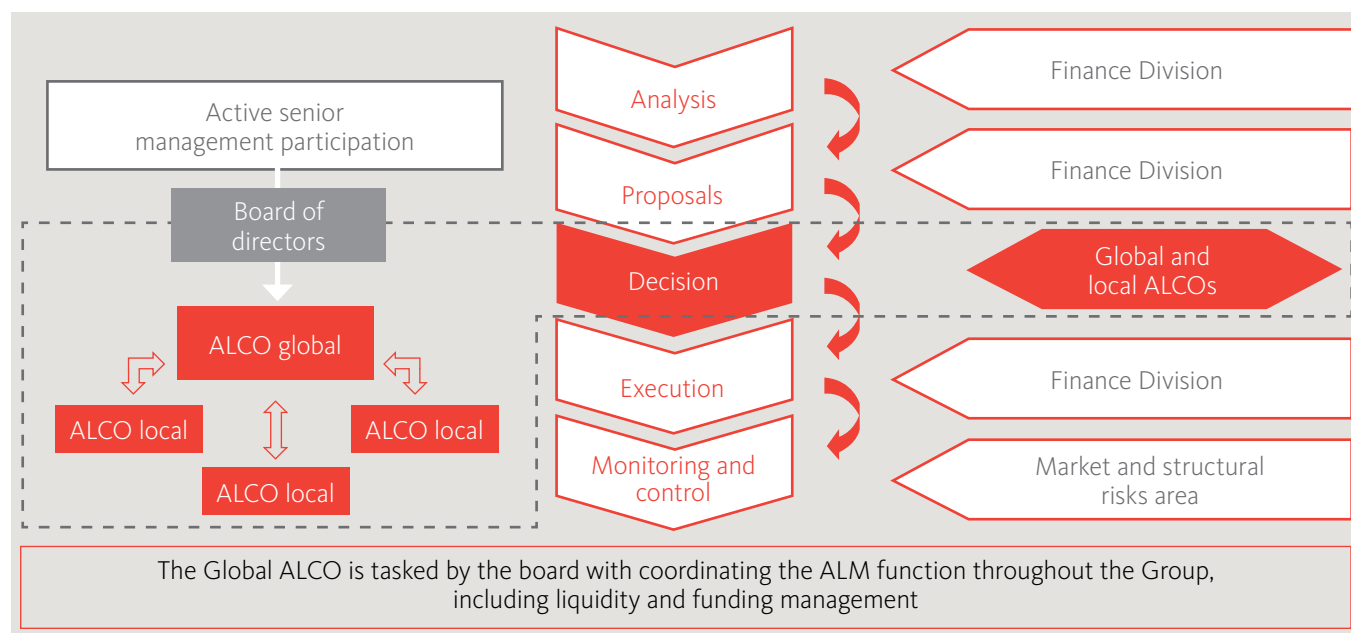 Active senior
management participation
Board of
directors
ALCO global
ALCO local
ALCO local
ALCO local
Analysis
Proposals
Decision
Execution
Monitoring and
control
Finance Division
Finance Division
Global and
local ALCOs
Finance Division
Market and structural
risks area
The Global ALCO is tasked by the board with coordinating the ALM function throughout the Group,
including liquidity and funding management